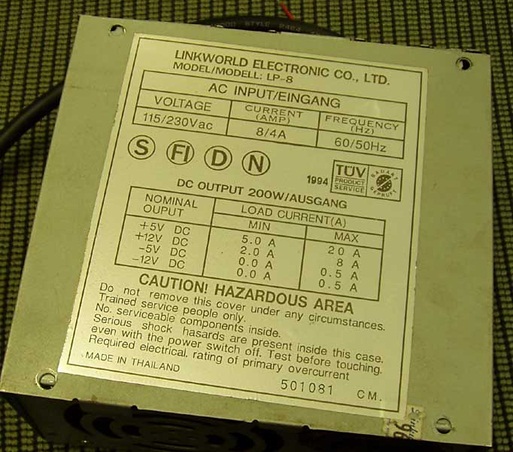 LINKWORLD ELECTRONIC CO., LTD.
MODEL/MODELL: LP-8
AC INPUT/EINGANG
VOLTAGE CURRENT (AMP) FREQUENCY (HZ)
115/230Vac 8/4A 60/50Hz
S FI D N 1994 TÜV PRODUCT SERVICE
DC OUTPUT 200W/AUSGANG
NOMINAL OUPUT LOAD CURRENT(A)
MIN MAX
+5V DC 5.0 A 20 A
+12V DC 2.0 A 8 A
-5V DC 0.0 A 0.5 A
-12V DC 0.0 A 0.5 A
CAUTION! HAZARDOUS AREA
Do not remove this cover under any circumstances.
Trained service people only.
No. serviceable components inside.
Serious shock hasards are present inside this case,
even with the power switch off. Test before touching.
Required electrical, rating of primary overcurrent
MADE IN THAILAND
501081 C M.